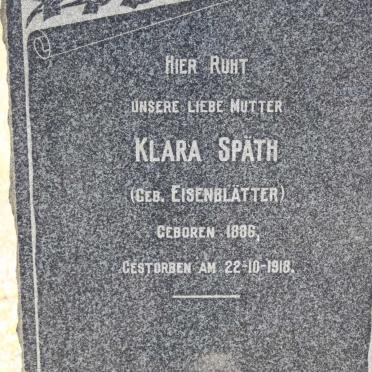 Hier Ruht
unsere liebe Mutter
Klara Späth
(geb. Eisenblätter)
Geboren 1886,
Gestorben am 22-10-1918.